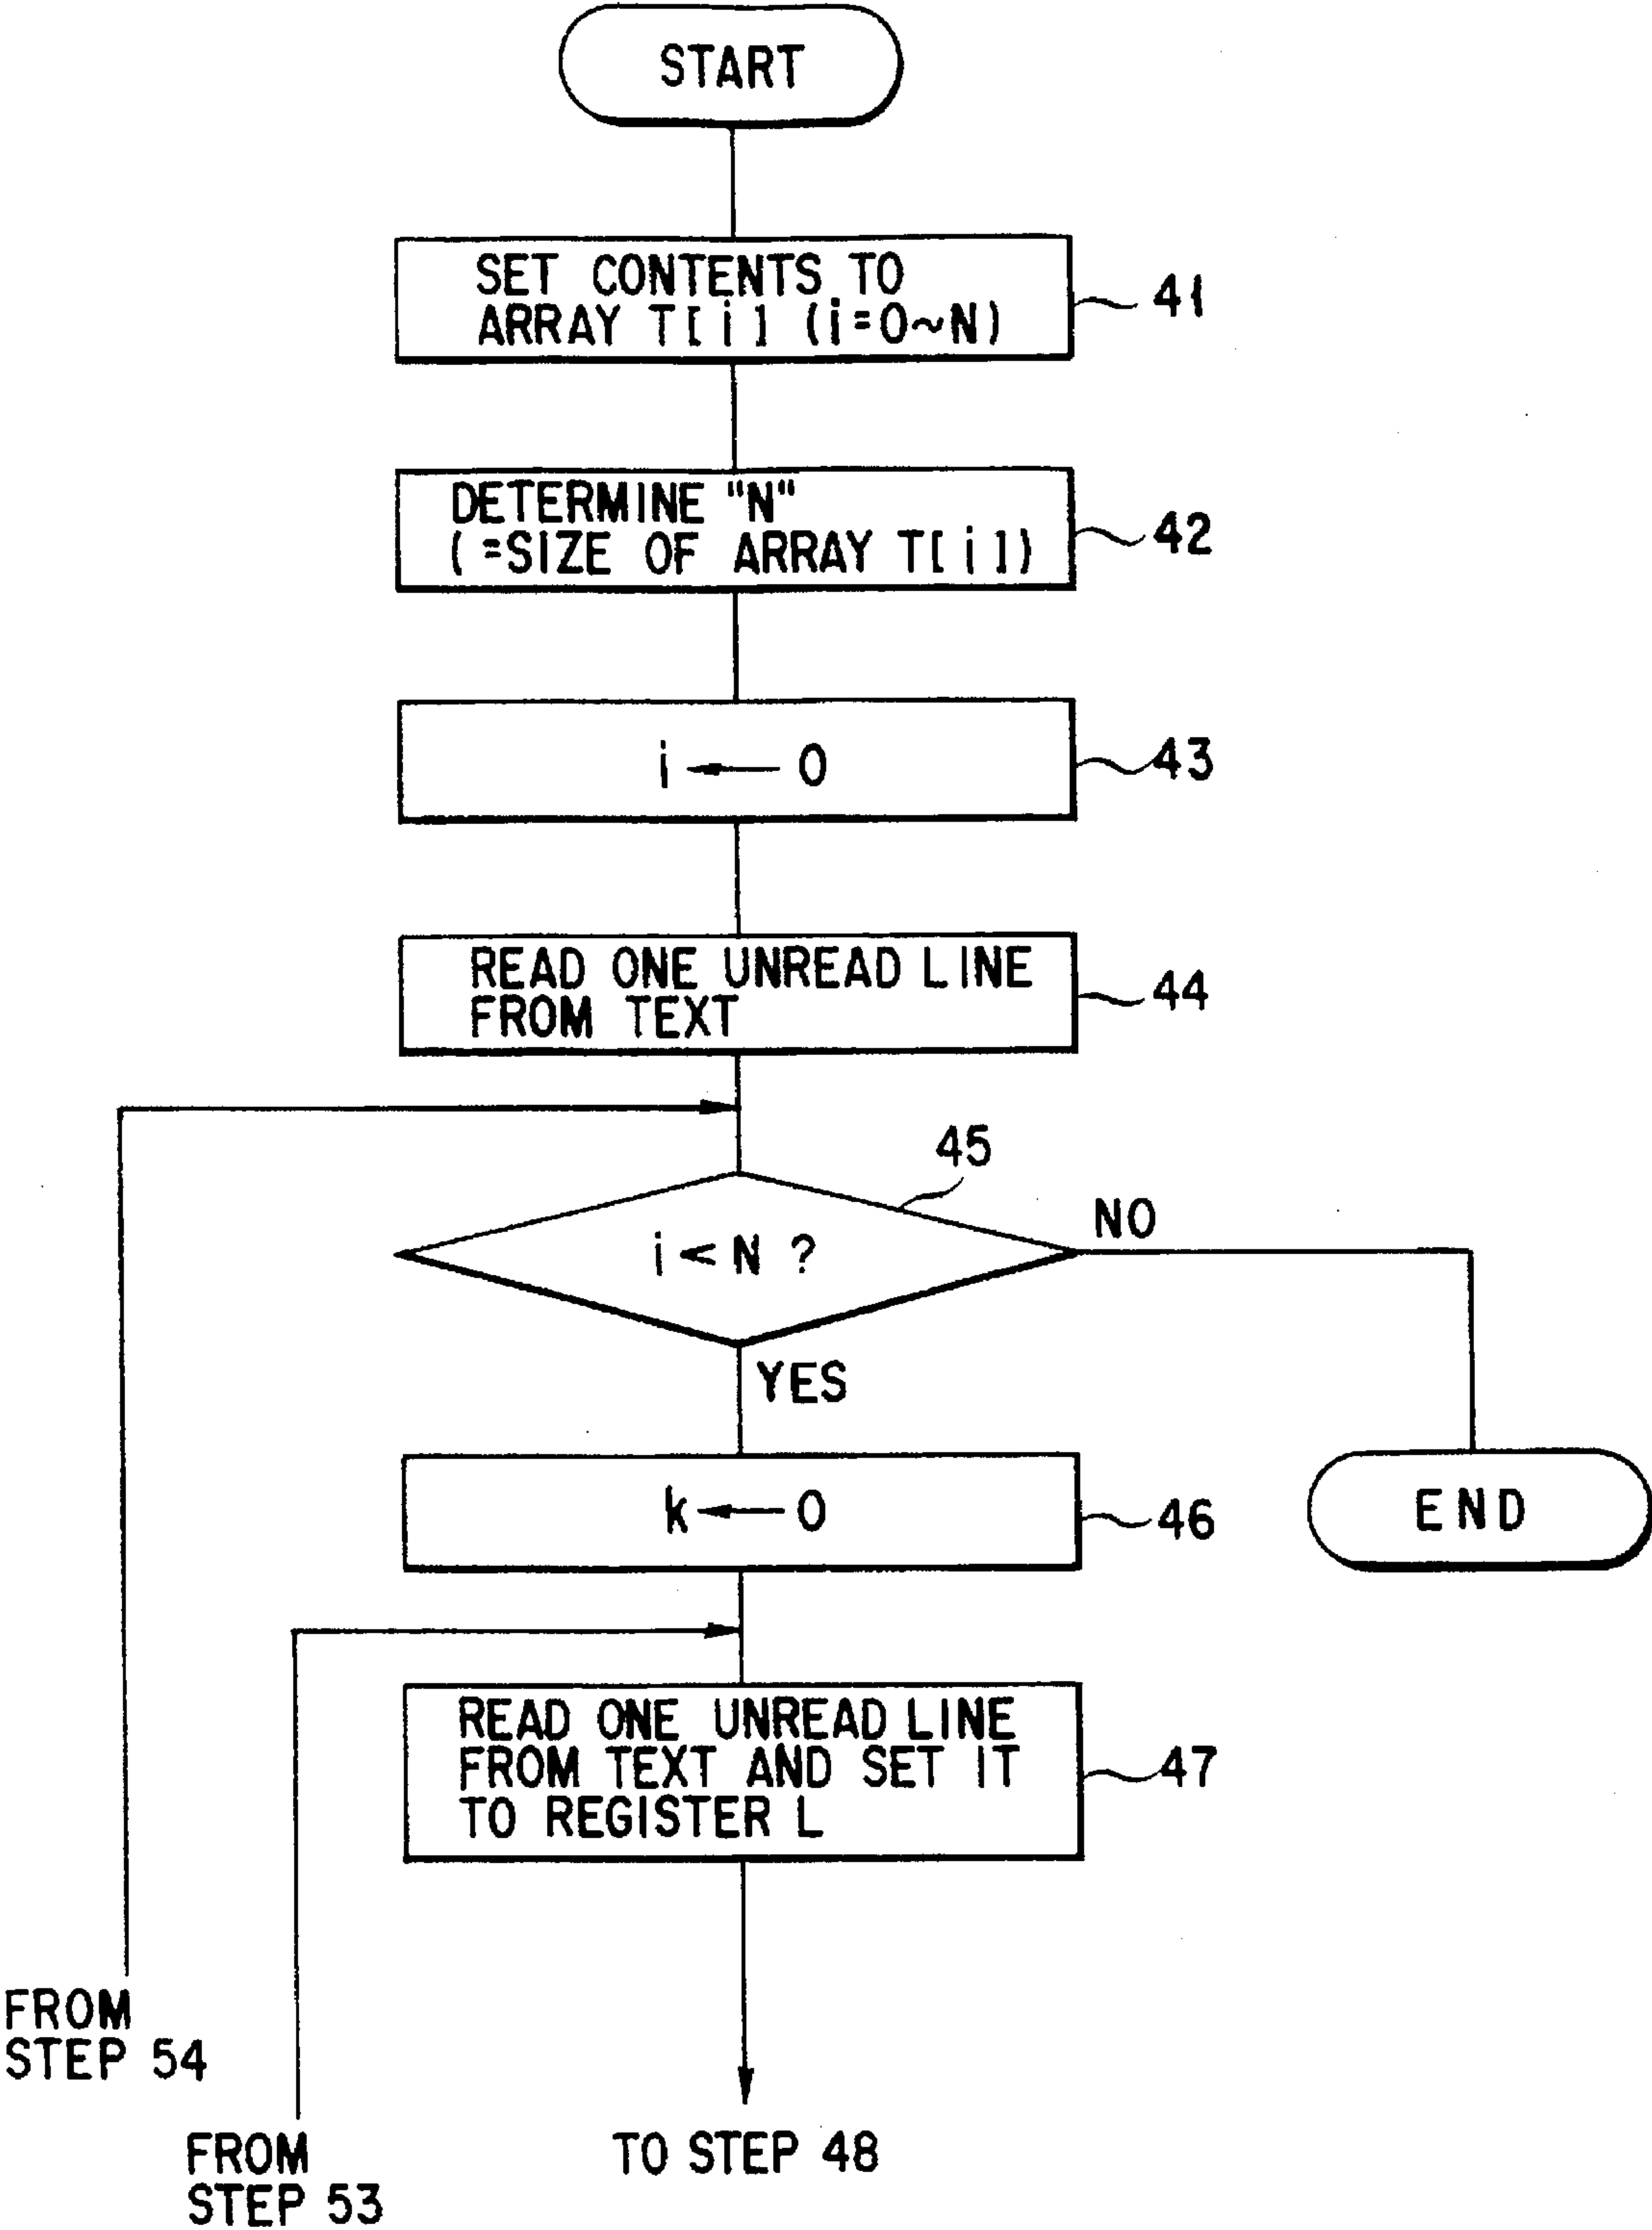 START
SET CONTENTS TO
ARRAY T[i] (i=0~N)
41
DETERMINE "N"
(=SIZE OF ARRAY T[i])
42
i ← 0
43
READ ONE UNREAD LINE
FROM TEXT
44
45
i < N ?
NO
YES
k ← 0
46
END
READ ONE UNREAD LINE
FROM TEXT AND SET IT
TO REGISTER L
47
FROM
STEP 54
FROM
STEP 53
TO STEP 48